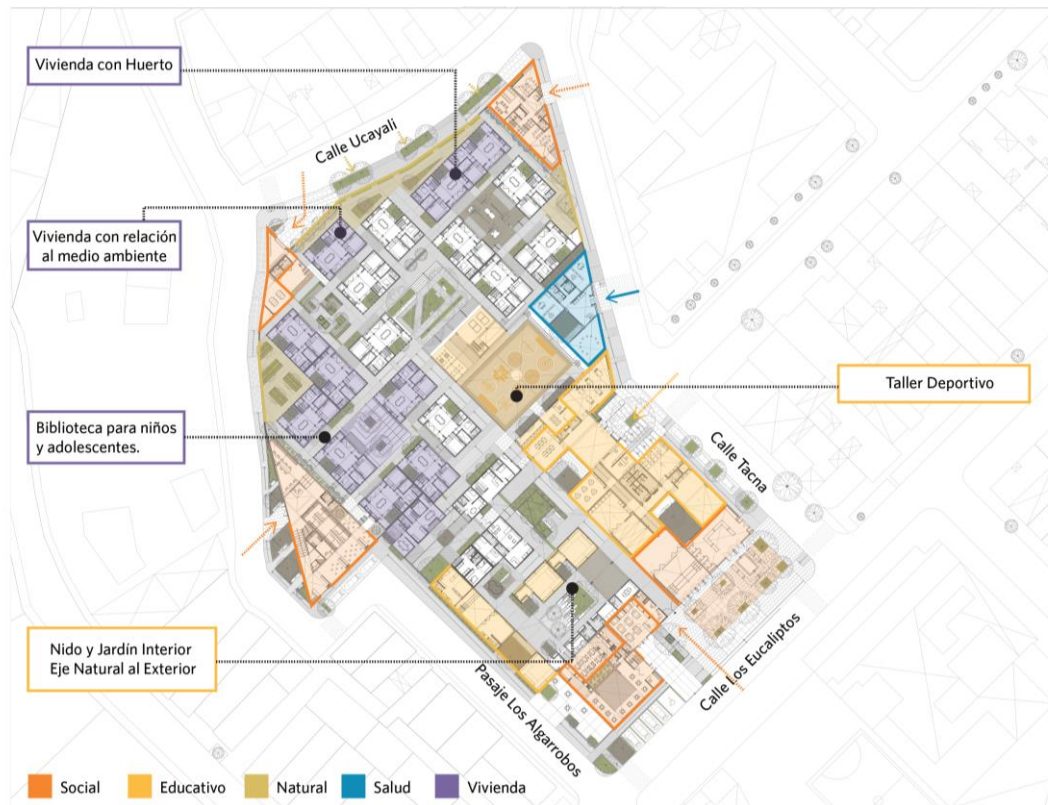 Vivienda con Huerto
Calle Ucayali
Vivienda con relación
al medio ambiente
Taller Deportivo
Biblioteca para niños
y adolescentes.
Calle Tacna
Nido y Jardín Interior
Eje Natural al Exterior
Calle Los Eucaliptos
Pasaje Los Algarrobos
Social
Educativo
Natural
Salud
Vivienda